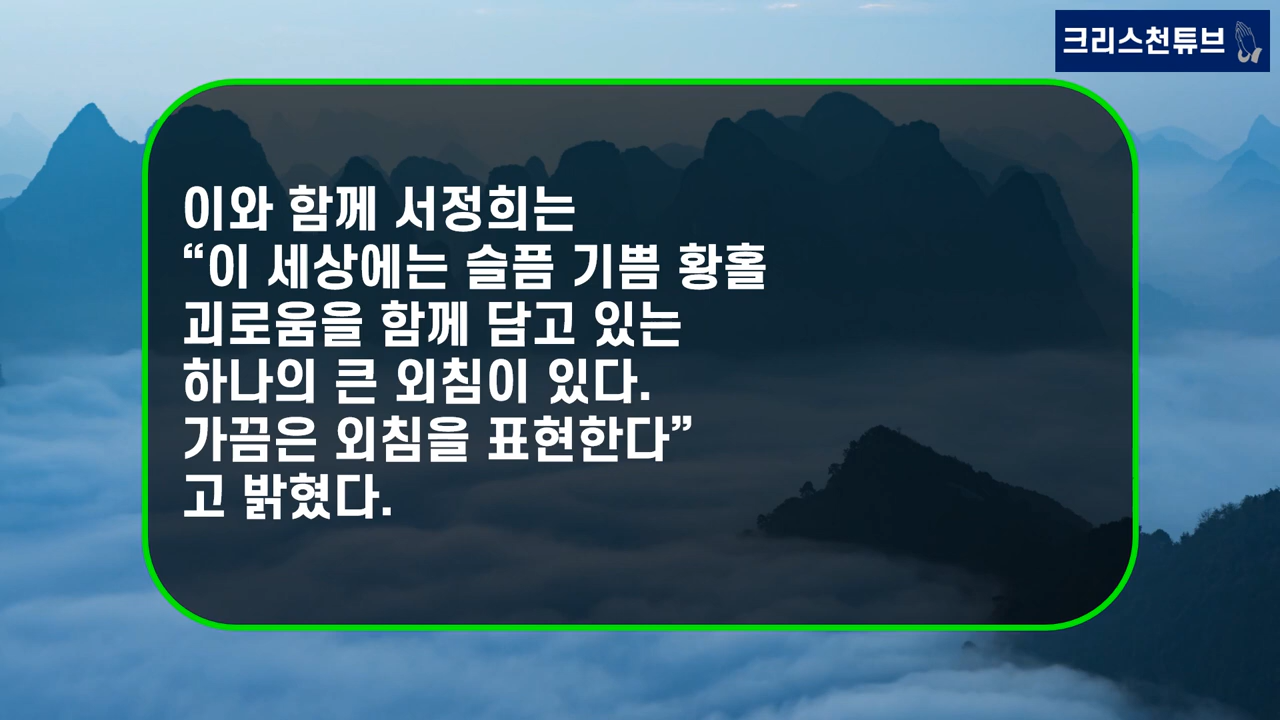 크리스천튜브
이와 함께 서정희는
“이 세상에는 슬픔 기쁨 황홀
괴로움을 함께 담고 있는
하나의 큰 외침이 있다.
가끔은 외침을 표현한다”
고 밝혔다.